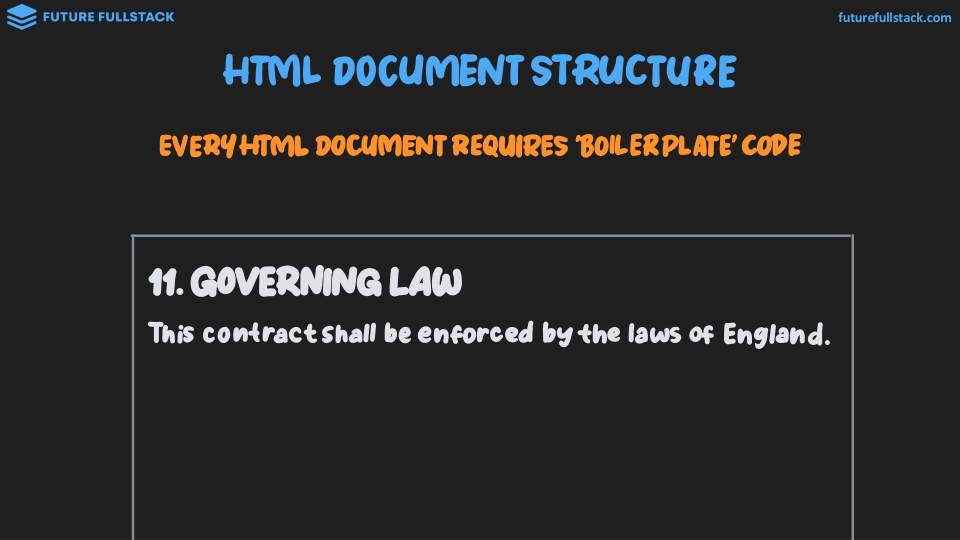 FUTURE FULLSTACK
futurefullstack.com
HTML DOCUMENT STRUCTURE
EVERY HTML DOCUMENT REQUIRES 'BOILERPLATE' CODE
11. GOVERNING LAW
This contract shall be enforced by the laws of England.